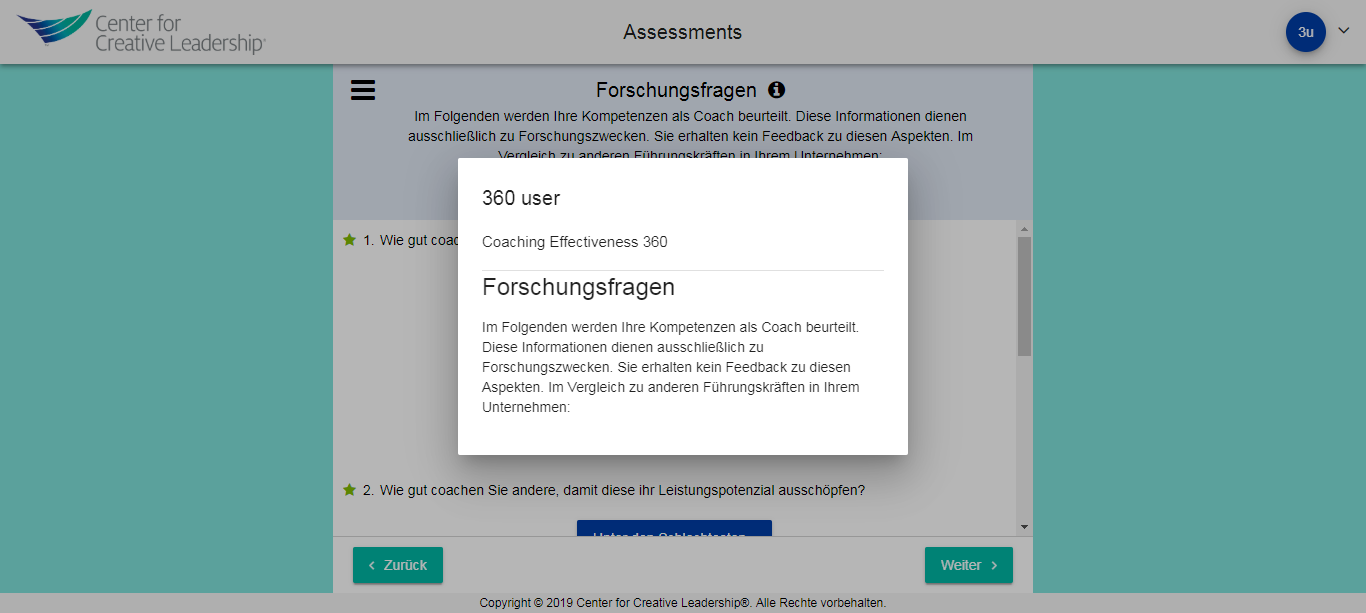 Center for
Creative Leadership®
Assessments
3u
Forschungsfragen
Im Folgenden werden Ihre Kompetenzen als Coach beurteilt. Diese Informationen dienen
ausschließlich zu Forschungszwecken. Sie erhalten kein Feedback zu diesen Aspekten. Im
Vergleich zu anderen Führungskräften in Ihrem Unternehmen:
360 user
Coaching Effectiveness 360
Forschungsfragen
Im Folgenden werden Ihre Kompetenzen als Coach beurteilt.
Diese Informationen dienen ausschließlich zu
Forschungszwecken. Sie erhalten kein Feedback zu diesen
Aspekten. Im Vergleich zu anderen Führungskräften in Ihrem
Unternehmen:
1. Wie gut
2. Wie gut coachen Sie andere, damit diese ihr Leistungspotenzial ausschöpfen?
Unter den Schlechtesten
Zurück
Weiter
Copyright © 2019 Center for Creative Leadership®. Alle Rechte vorbehalten.